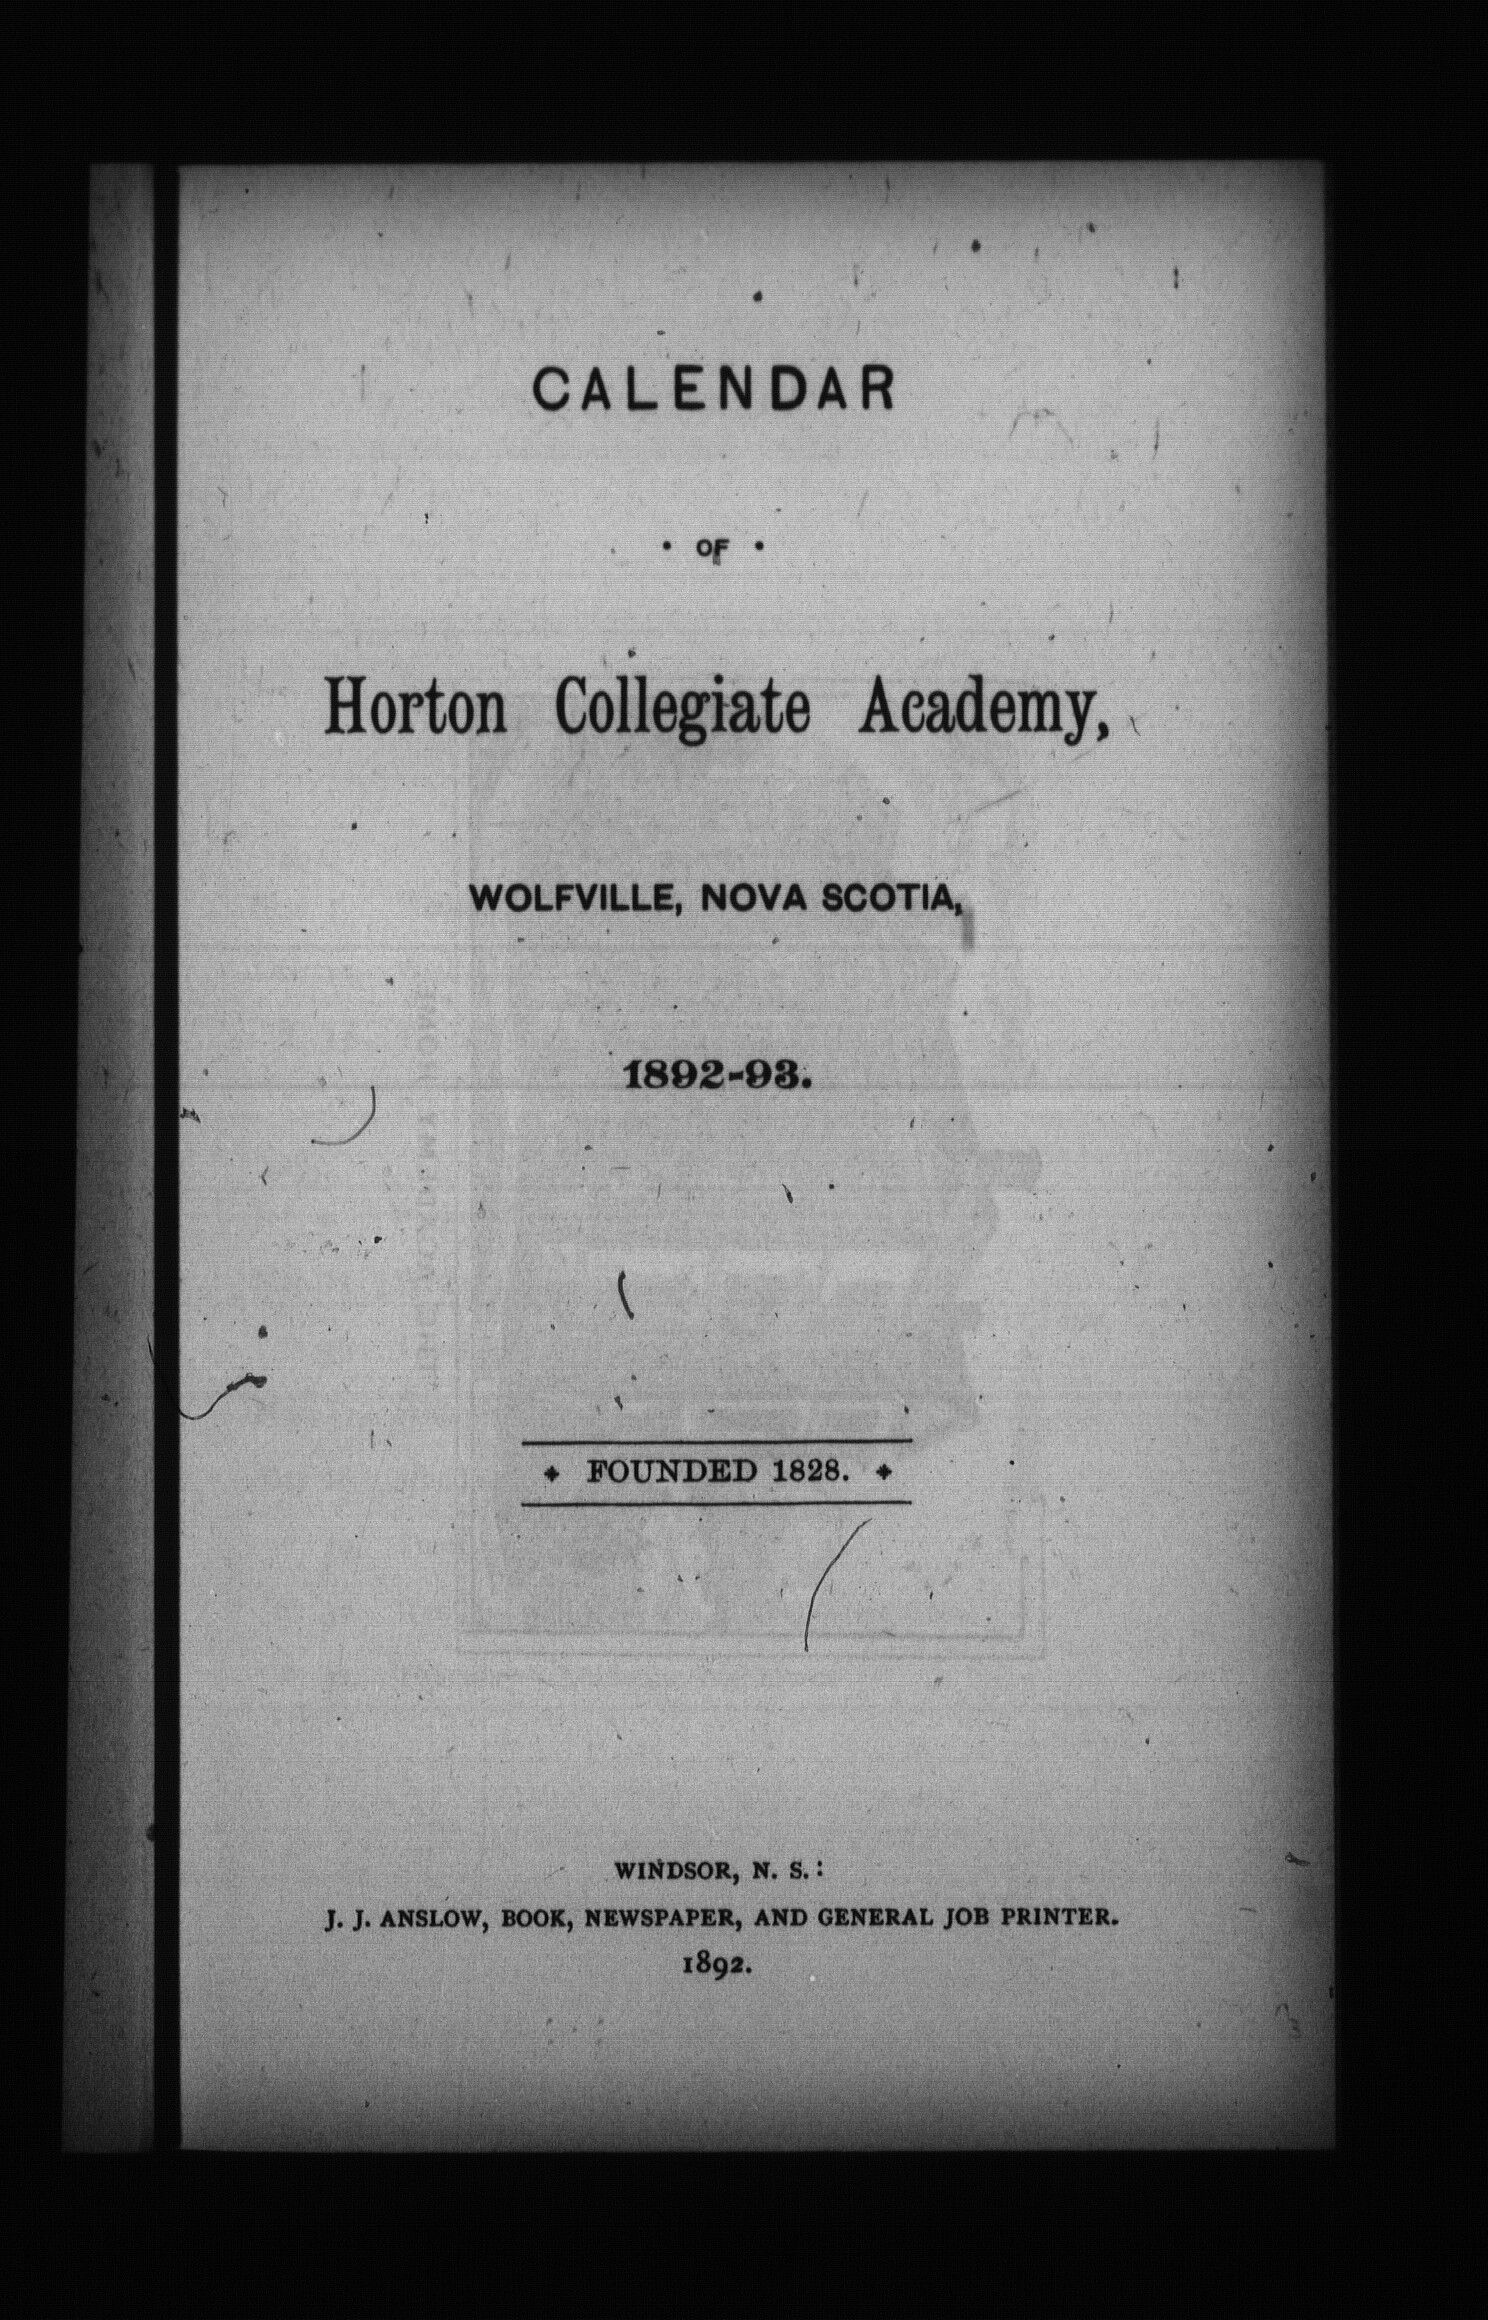 CALENDAR
• OF •
Horton Collegiate Academy,
WOLFVILLE, NOVA SCOTIA,
1892-93.
FOUNDED 1828.
WINDSOR, N. S.:
J. J. ANSLOW, BOOK, NEWSPAPER, AND GENERAL JOB PRINTER.
1892.